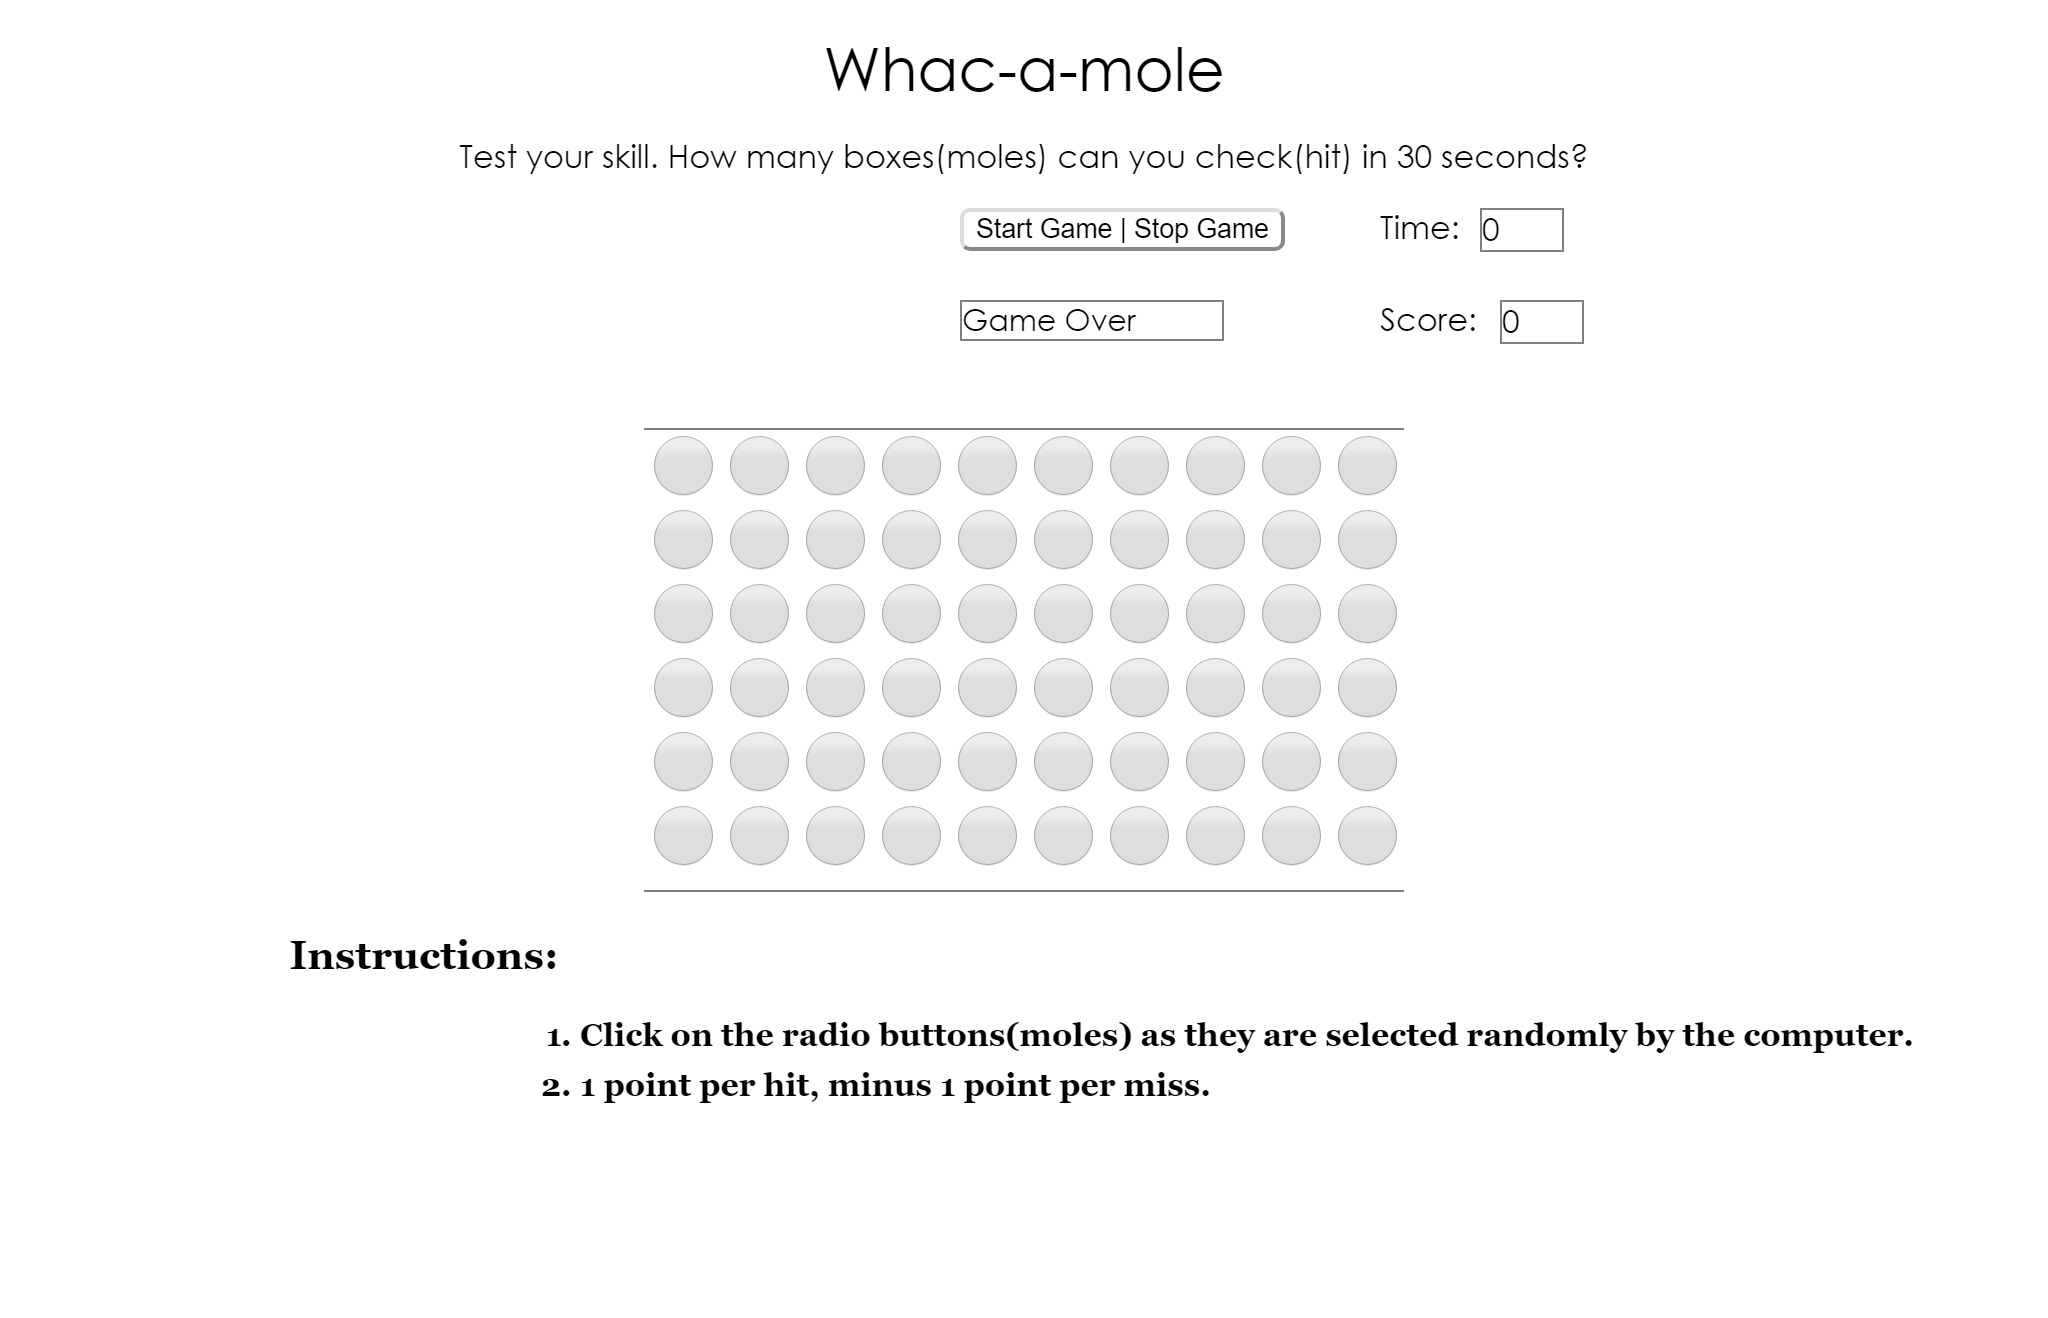 Whac-a-mole
Test your skill. How many boxes(moles) can you check(hit) in 30 seconds?
Start Game | Stop Game Time: 0
Game Over Score: 0
Instructions:
1. Click on the radio buttons(moles) as they are selected randomly by the computer.
2. 1 point per hit, minus 1 point per miss.